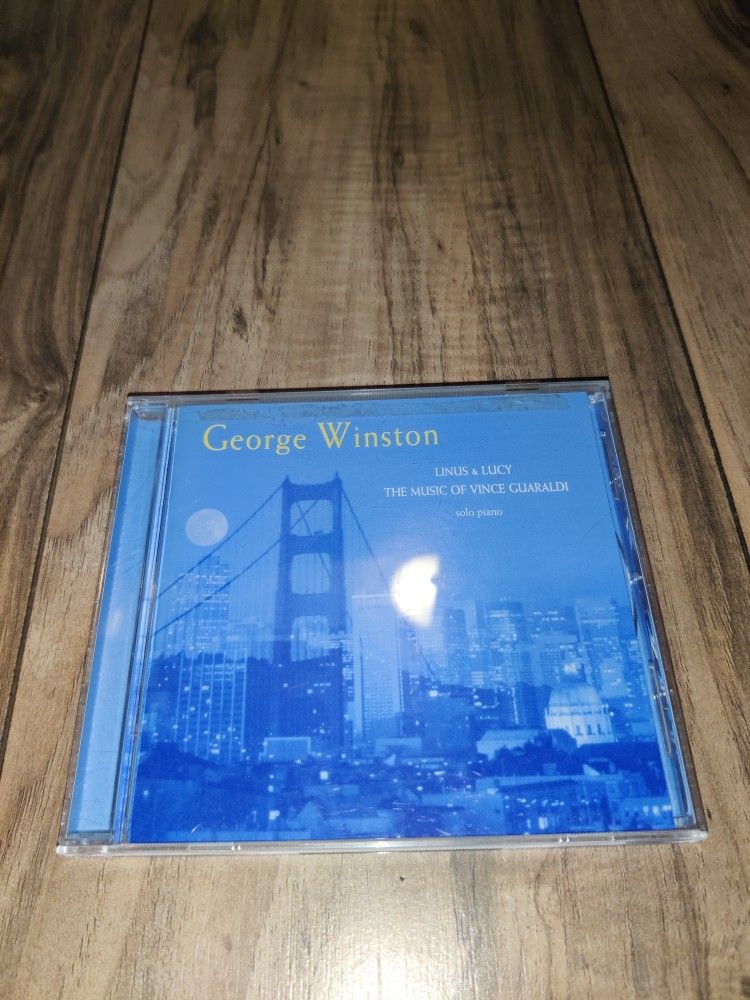 George Winston
LINUS & LUCY
THE MUSIC OF VINCE GUARALDI
solo piano